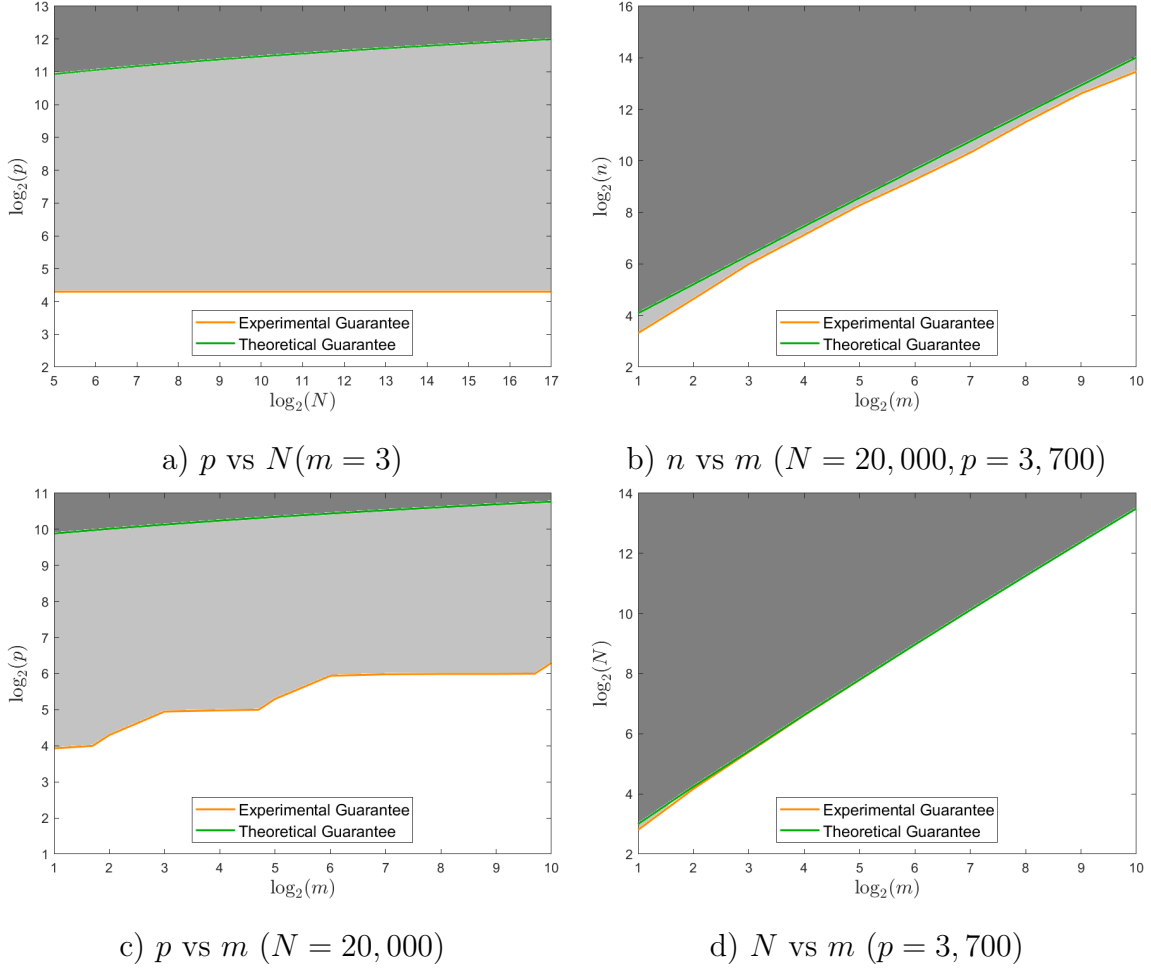 13
12
11
10
9
8
7
6
5
4
3
2
log₂(p)
5 6 7 8 9 10 11 12 13 14 15 16 17
log₂(N)
Experimental Guarantee
Theoretical Guarantee
a) p vs N(m = 3)
16
14
12
10
8
6
4
2
log₂(n)
1 2 3 4 5 6 7 8 9 10
log₂(m)
Experimental Guarantee
Theoretical Guarantee
b) n vs m (N = 20,000, p = 3,700)
11
10
9
8
7
6
5
4
3
2
1
log₂(p)
1 2 3 4 5 6 7 8 9 10
log₂(m)
Experimental Guarantee
Theoretical Guarantee
c) p vs m (N = 20,000)
14
12
10
8
6
4
2
log₂(N)
1 2 3 4 5 6 7 8 9 10
log₂(m)
Experimental Guarantee
Theoretical Guarantee
d) N vs m (p = 3,700)